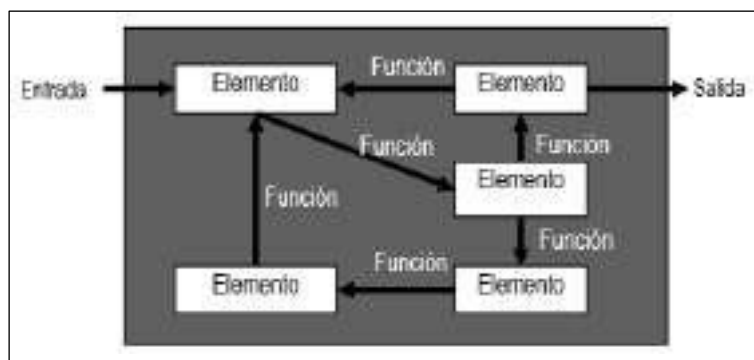 Función
Elemento
Elemento
Entrada
Salida
Función
Función
Elemento
Función
Función
Función
Elemento
Elemento